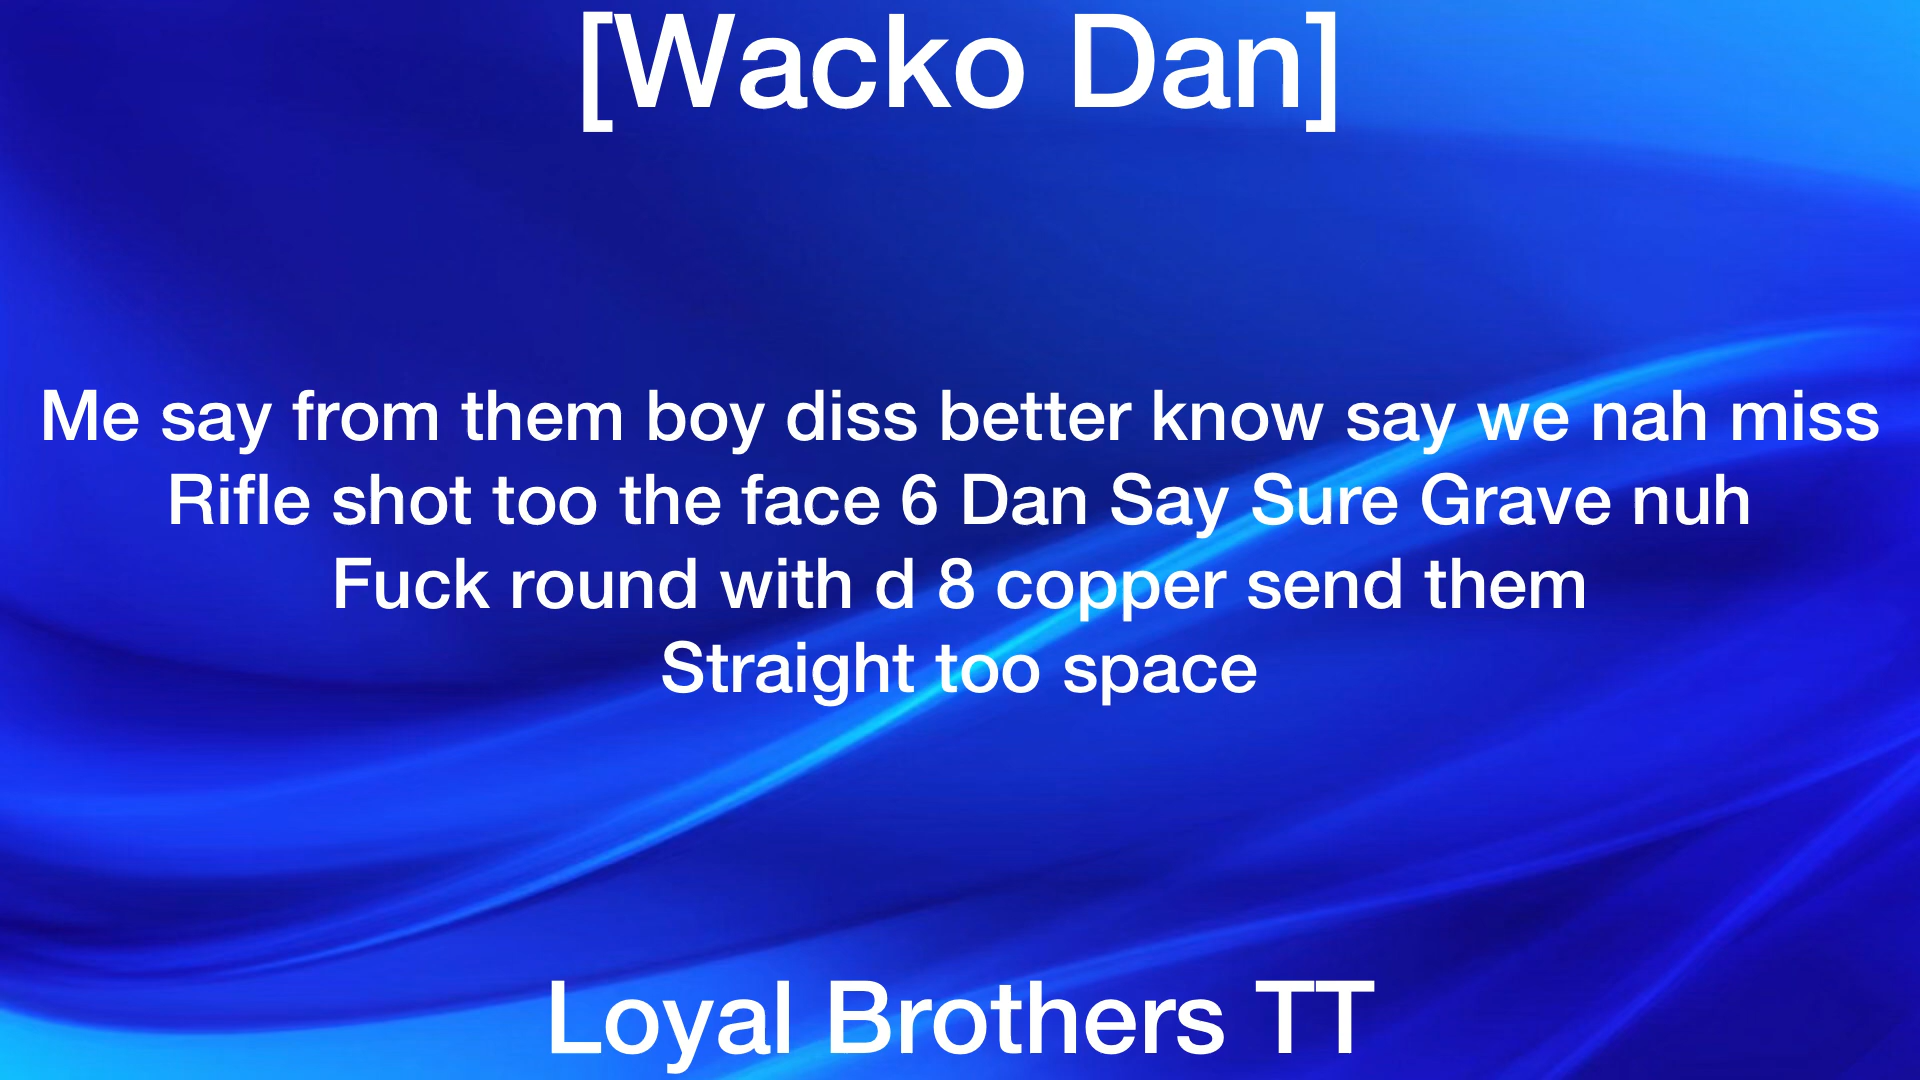 [Wacko Dan]
Me say from them boy diss better know say we nah miss
Rifle shot too the face 6 Dan Say Sure Grave nuh
Fuck round with d 8 copper send them
Straight too space
Loyal Brothers TT